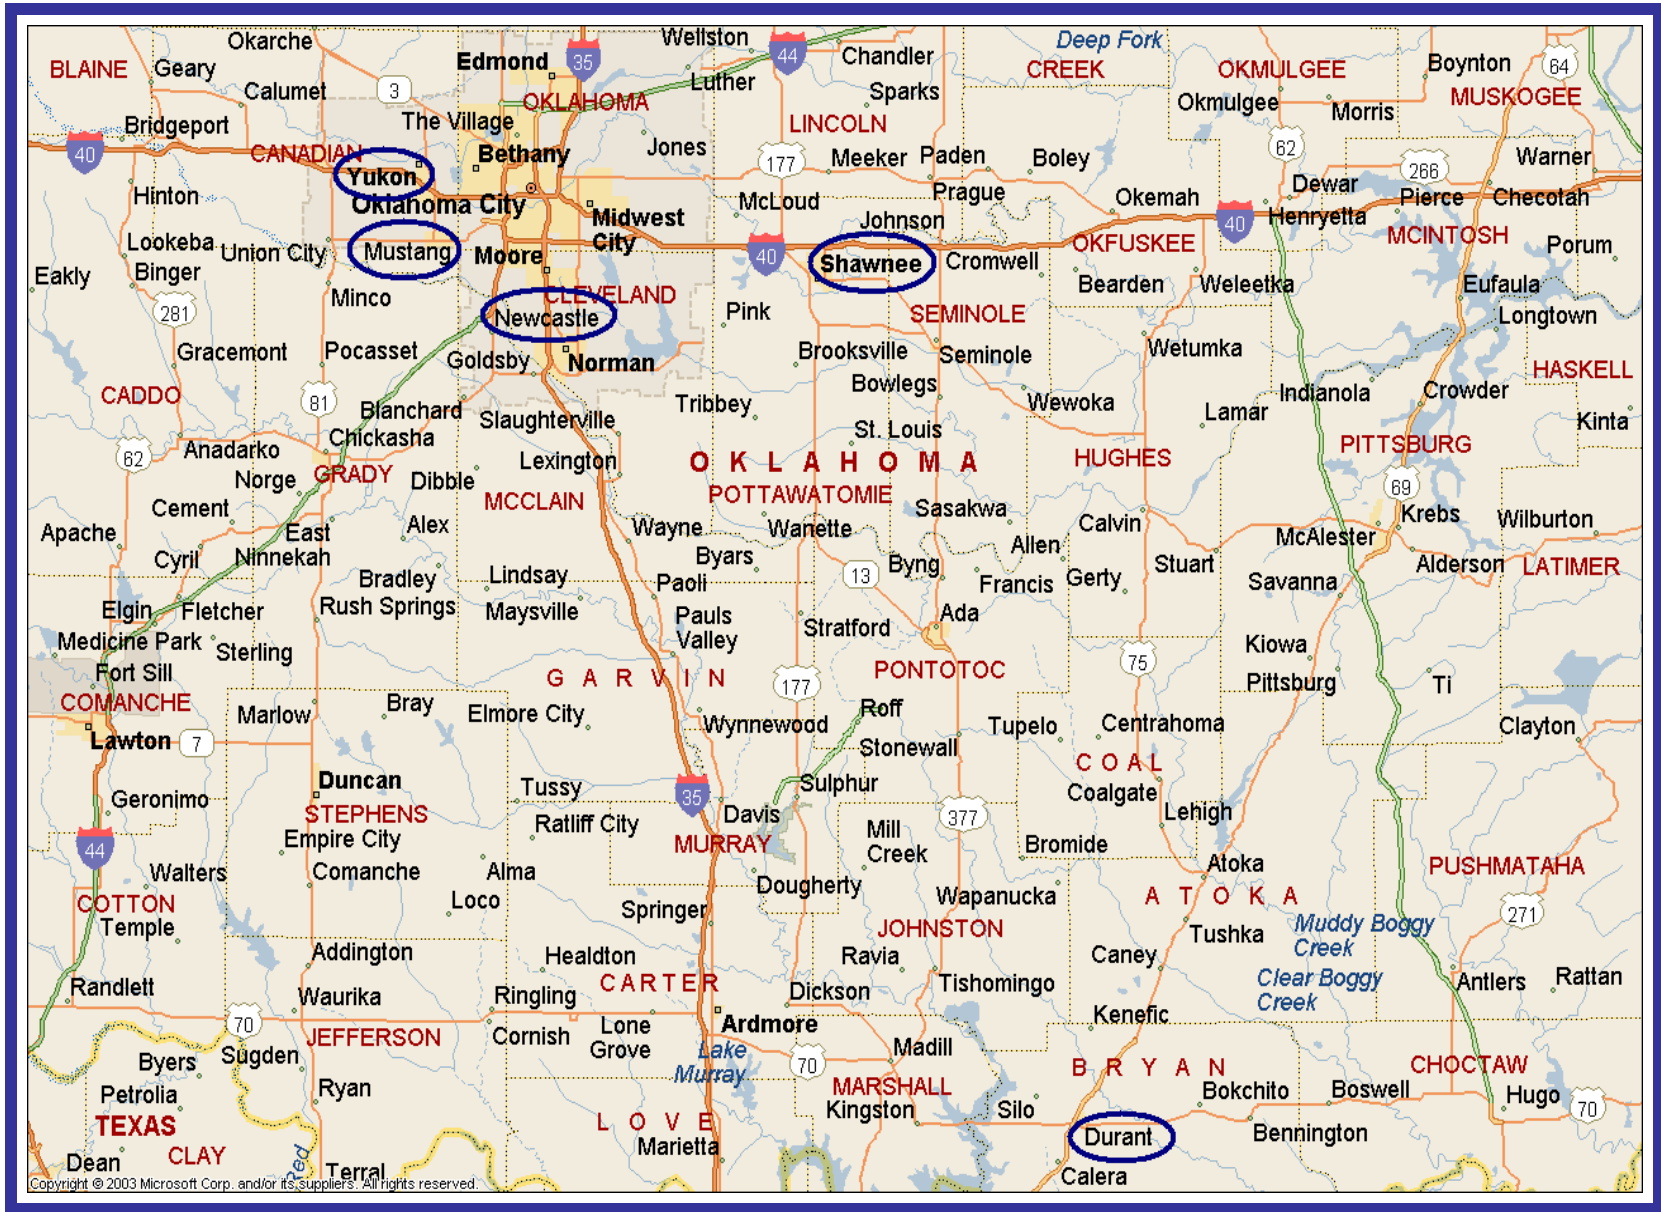 Okarche
Edmond
35
Wellston
44
Chandler
Deep Fork
BLAINE
Geary
Calumet
3
OKLAHOMA
Luther
Sparks
CREEK
OKMULGEE
Boynton
64
MUSKOGEE
Okmulgee
Morris
Bridgeport
The Village
LINCOLN
40
CANADIAN
Bethany
Jones
177
Meeker
Paden
Boley
62
266
Warner
Yukon
Hinton
Oklahoma City
Midwest
City
McLoud
Prague
Johnson
Okemah
Dewar
Henryetta
Pierce
Checotah
40
Lookeba
Union City
Mustang
Moore
40
Shawnee
Cromwell
OKFUSKEE
MCINTOSH
Porum
Eakly
Binger
Minco
CLEVELAND
Bearden
Weleetka
Eufaula
281
Newcastle
Pink
SEMINOLE
Longtown
Gracemont
Pocasset
Goldsby
Norman
Brooksville
Seminole
Wetumka
HASKELL
CADDO
81
Bowlegs
Indianola
Crowder
Blanchard
Slaughterville
Tribbey
Wewoka
Lamar
Kinta
62
Anadarko
Chickasha
St. Louis
PITTSBURG
Norge
GRADY
Dibble
Lexington
OKLAHOMA
HUGHES
69
Cement
MCCLAIN
POTTAWATOMIE
Sasakwa
Krebs
Apache
East
Ninnekah
Alex
Wayne
Wanette
Calvin
McAlester
Wilburton
Cyril
Byars
Byng
Allen
Stuart
Alderson
LATIMER
Bradley
Lindsay
Paoli
13
Francis
Gerty
Savanna
Elgin
Fletcher
Rush Springs
Maysville
Pauls
Valley
Stratford
Ada
Medicine Park
Sterling
Kiowa
Fort Sill
GARVIN
177
PONTOTOC
75
Pittsburg
Ti
COMANCHE
Marlow
Bray
Elmore City
Wynnewood
Roff
Tupelo
Centrahoma
Clayton
Lawton
7
Stonewall
COAL
Duncan
Tussy
35
Sulphur
Coalgate
Geronimo
STEPHENS
Ratliff City
Davis
377
Lehigh
44
Empire City
MURRAY
Mill
Creek
Bromide
Atoka
PUSHMATAHA
Walters
Comanche
Alma
Dougherty
Wapanucka
ATOKA
COTTON
Loco
Springer
271
Temple
JOHNSTON
Tushka
Muddy Boggy
Creek
Addington
Healdton
Ravia
Caney
Clear Boggy
Creek
Randlett
Waurika
Ringling
CARTER
Dickson
Tishomingo
Antlers
Rattan
70
JEFFERSON
Cornish
Lone
Grove
Ardmore
Kenefic
Byers
Sugden
Lake
Murray
70
Madill
BRYAN
CHOCTAW
Petrolia
Ryan
MARSHALL
Bokchito
Boswell
Hugo
70
TEXAS
LOVE
Kingston
Silo
Durant
Bennington
CLAY
Marietta
Dean
Red
Terral
Calera
Copyright © 2003 Microsoft Corp. and/or its suppliers. All rights reserved.